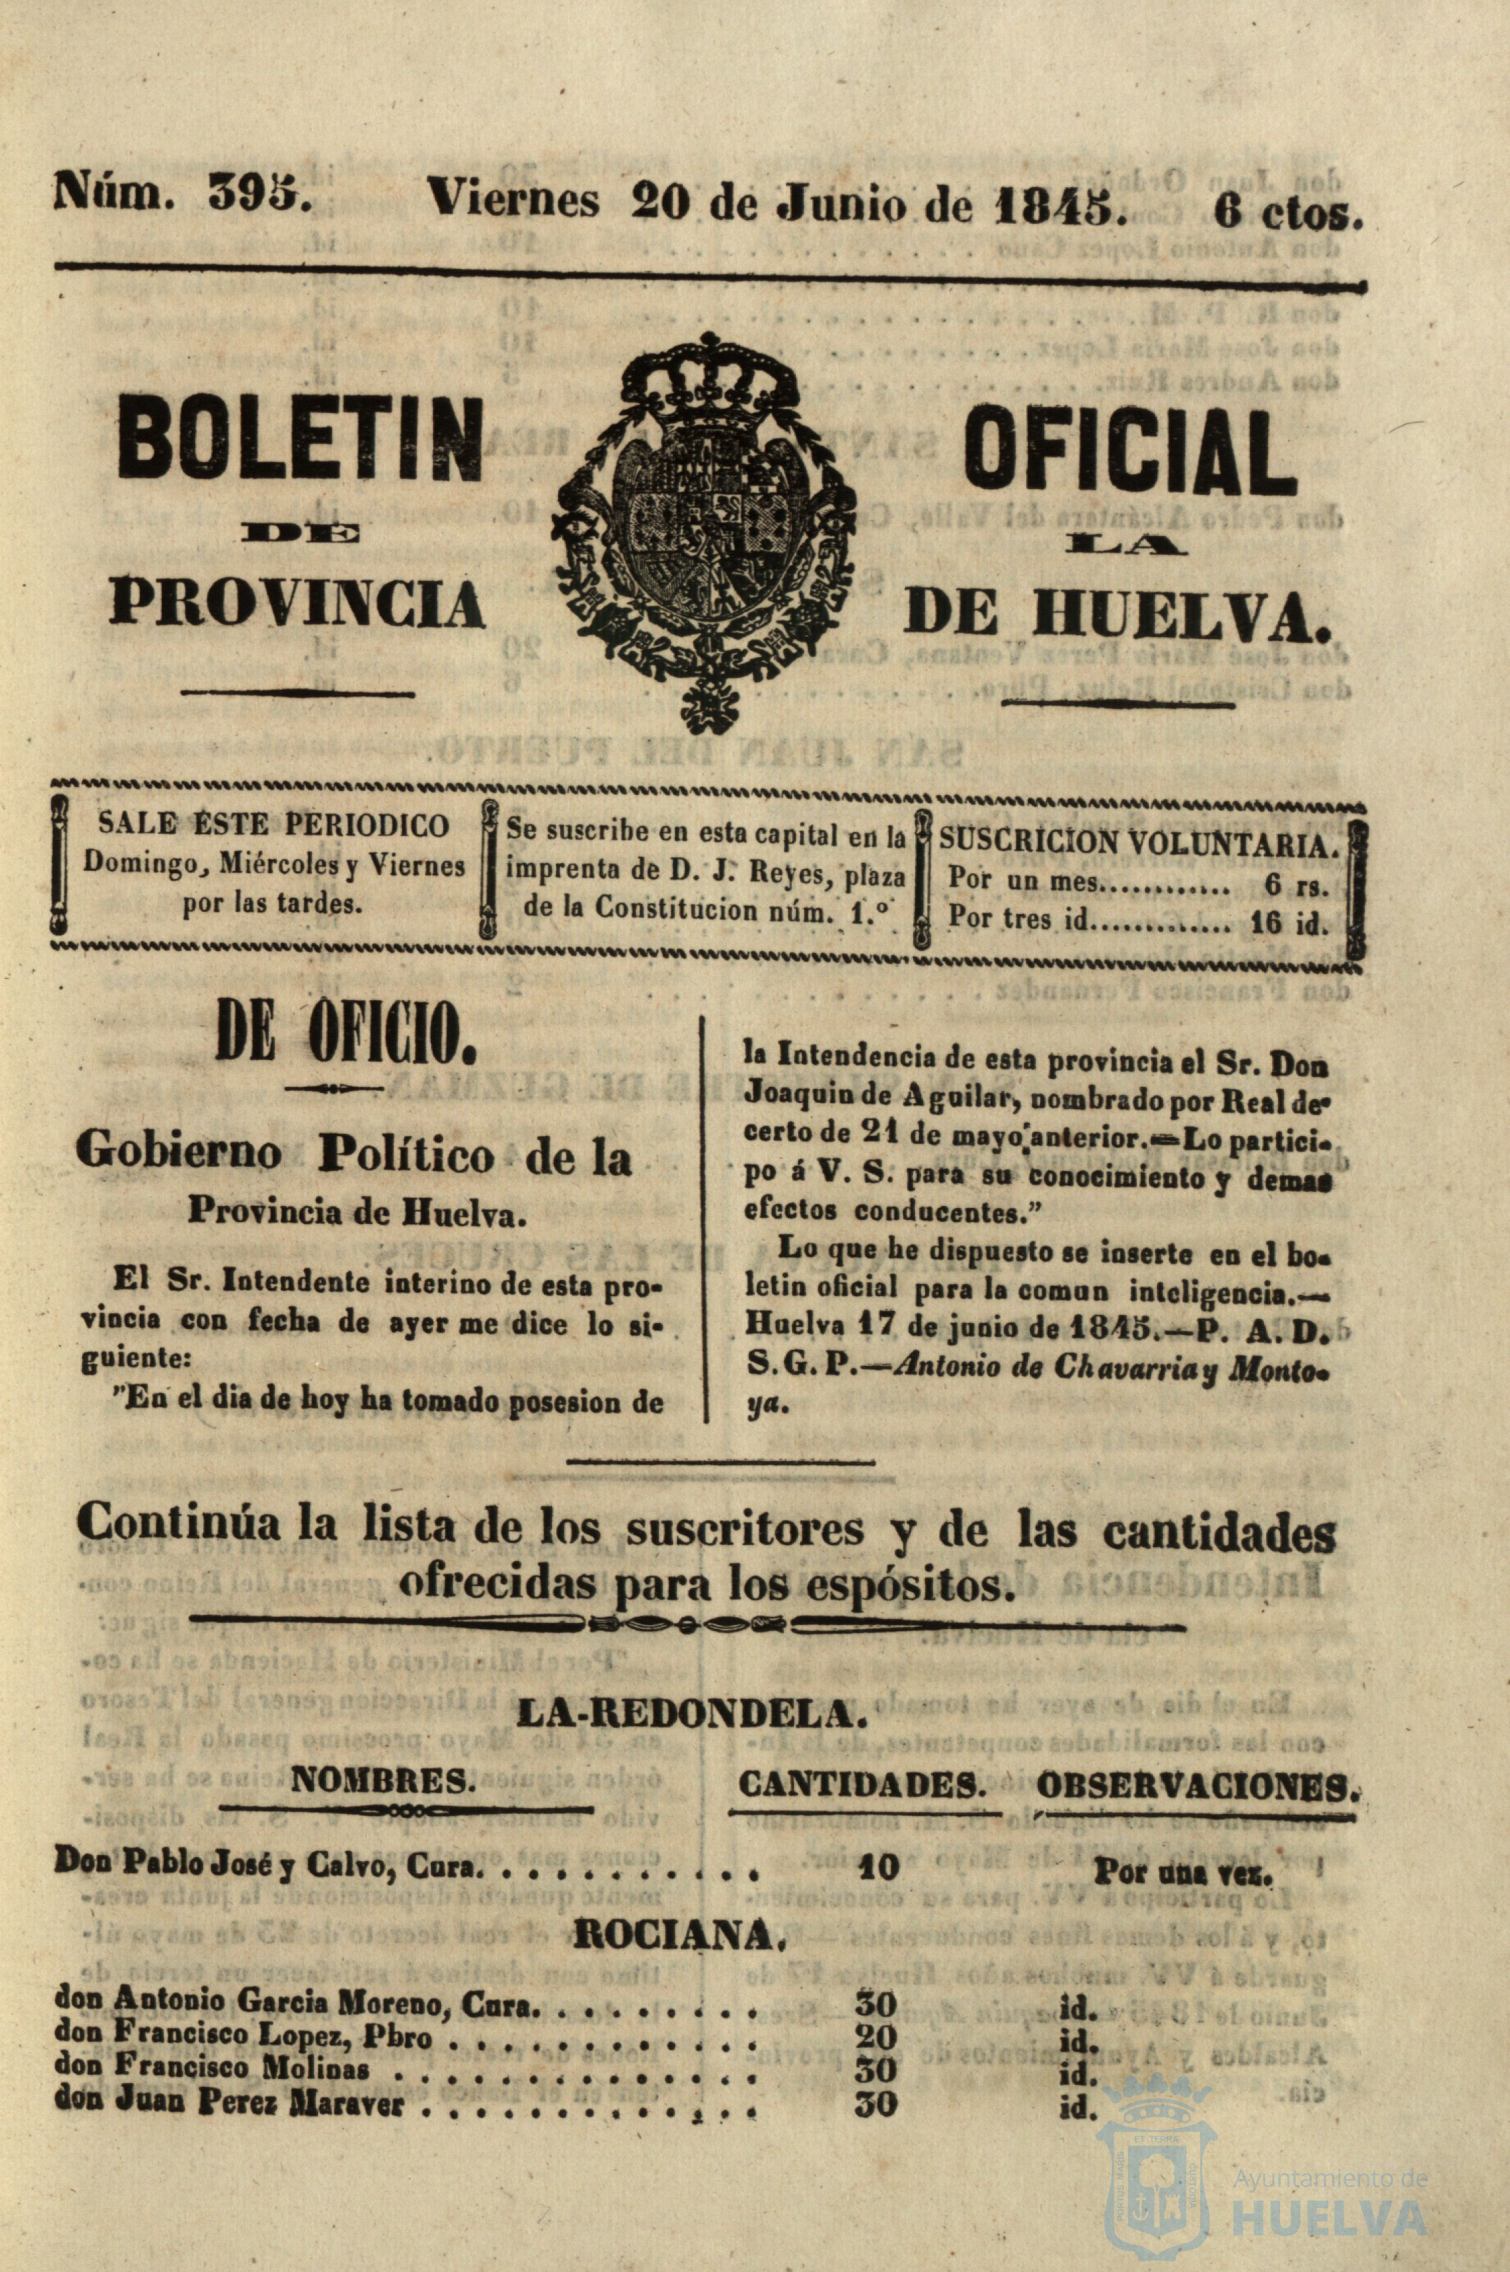 Núm. 395. Viernes 20 de Junio de 1845. 6 ctos.
BOLETIN OFICIAL
DE LA
PROVINCIA DE HUELVA.
SALE ESTE PERIODICO
Domingo, Miércoles y Viernes
por las tardes.
Se suscribe en esta capital en la
imprenta de D. J. Reyes, plaza
de la Constitucion núm. 1.º
SUSCRICION VOLUNTARIA.
Por un mes............ 6 rs.
Por tres id............. 16 id.
DE OFICIO.
Gobierno Político de la
Provincia de Huelva.
El Sr. Intendente interino de esta pro-
vincia con fecha de ayer me dice lo si-
guiente:
"En el dia de hoy ha tomado posesion de
la Intendencia de esta provincia el Sr. Don
Joaquin de Aguilar, nombrado por Real de-
certo de 21 de mayo anterior.=Lo partici-
po á V. S. para su conocimiento y demas
efectos conducentes."
Lo que he dispuesto se inserte en el bo-
letin oficial para la comun inteligencia.—
Huelva 17 de junio de 1845.—P. A. D.
S. G. P.—Antonio de Chavarria y Monto-
ya.
Continúa la lista de los suscritores y de las cantidades
ofrecidas para los espósitos.
LA-REDONDELA.
NOMBRES. CANTIDADES. OBSERVACIONES.
Don Pablo José y Calvo, Cura. . . . . . . . . . . 10 Por una vez.
ROCIANA.
don Antonio Garcia Moreno, Cura. . . . . . . . . 30 id.
don Francisco Lopez, Pbro . . . . . . . . . . . . 20 id.
don Francisco Molinas . . . . . . . . . . . . . . 30 id.
don Juan Perez Maraver . . . . . . . . . . . . . 30 id.
ET TERRA
PORTUS MARIS
CUSTODIA
Ayuntamiento de
HUELVA